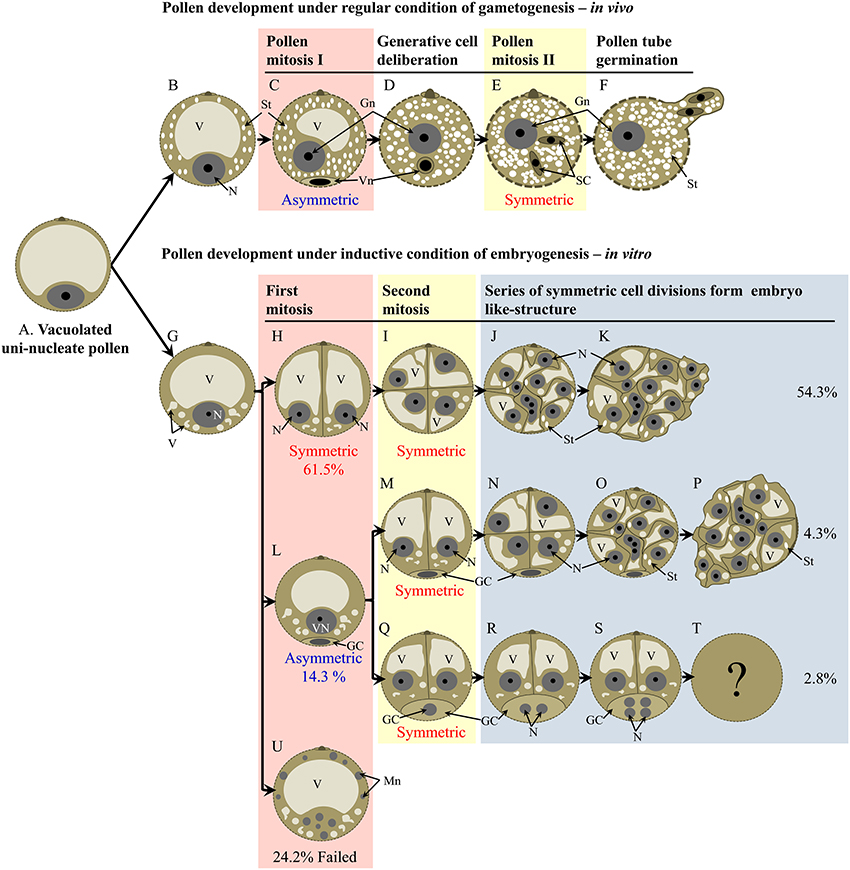 Pollen development under regular condition of gametogenesis – in vivo
Pollen
mitosis I
Generative cell
deliberation
Pollen
mitosis II
Pollen tube
germination
B
C
D
E
F
St
Gn
Gn
V
V
N
Vn
SC
St
Asymmetric
Symmetric
Pollen development under inductive condition of embryogenesis – in vitro
A. Vacuolated
uni-nucleate pollen
First
mitosis
Second
mitosis
Series of symmetric cell divisions form embryo
like-structure
G
H
I
J
K
V
V
V
N
V
N
N
N
V
V
V
St
54.3%
Symmetric
61.5%
Symmetric
M
N
O
P
V
V
V
V
V
N
N
N
GC
St
St
4.3%
L
V
VN
GC
Symmetric
Asymmetric
14.3 %
Q
R
S
T
V
V
V
V
V
V
?
2.8%
GC
GC
N
GC
N
Symmetric
U
V
Mn
24.2% Failed